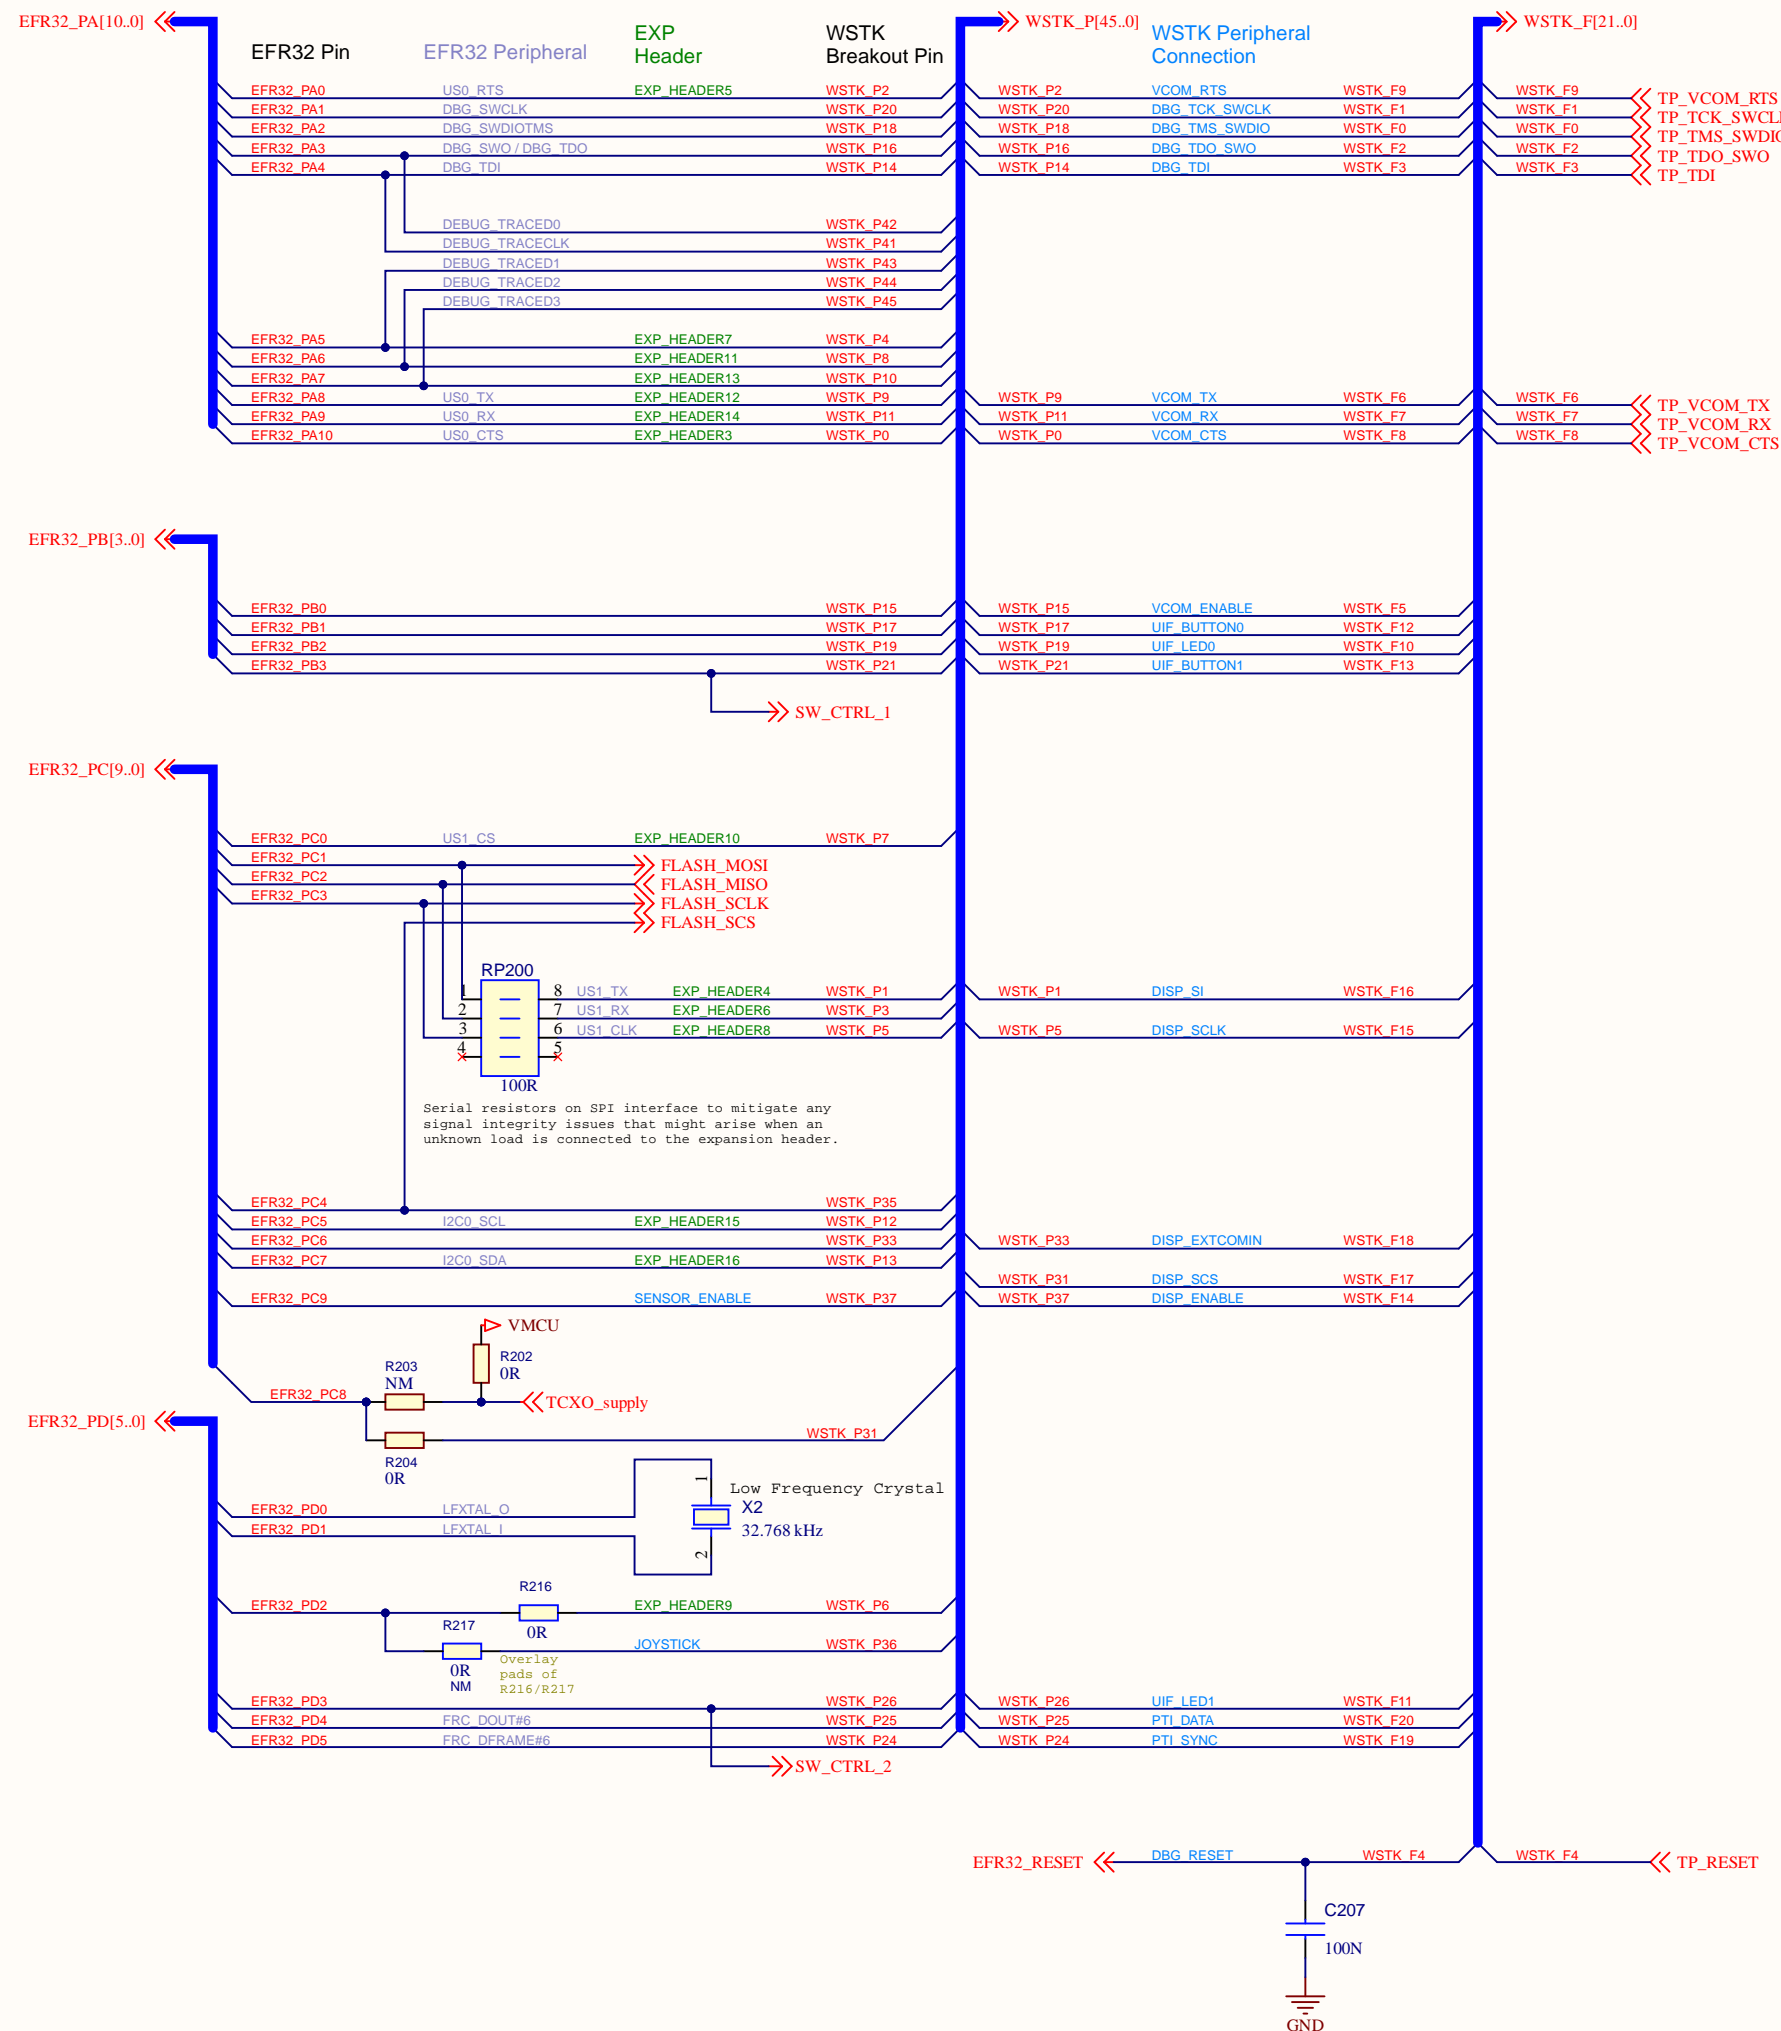 EFR32_PA[10..0]
WSTK_P[45..0]
WSTK_F[21..0]
EFR32 Pin
EFR32 Peripheral
EXP
Header
WSTK
Breakout Pin
WSTK Peripheral
Connection
EFR32_PA0 US0_RTS EXP_HEADER5 WSTK_P2 WSTK_P2 VCOM_RTS WSTK_F9 WSTK_F9 TP_VCOM_RTS
EFR32_PA1 DBG_SWCLK WSTK_P20 WSTK_P20 DBG_TCK_SWCLK WSTK_F1 WSTK_F1
EFR32_PA2 DBG_SWDIOTMS WSTK_P18 WSTK_P18 DBG_TMS_SWDIO WSTK_F0 WSTK_F0
EFR32_PA3 DBG_SWO / DBG_TDO WSTK_P16 WSTK_P16 DBG_TDO_SWO WSTK_F2 WSTK_F2 TP_TDO_SWO
EFR32_PA4 DBG_TDI WSTK_P14 WSTK_P14 DBG_TDI WSTK_F3 WSTK_F3 TP_TDI
DEBUG_TRACED0 WSTK_P42
DEBUG_TRACECLK WSTK_P41
DEBUG_TRACED1 WSTK_P43
DEBUG_TRACED2 WSTK_P44
DEBUG_TRACED3 WSTK_P45
EFR32_PA5 EXP_HEADER7 WSTK_P4
EFR32_PA6 EXP_HEADER11 WSTK_P8
EFR32_PA7 EXP_HEADER13 WSTK_P10
EFR32_PA8 US0_TX EXP_HEADER12 WSTK_P9 WSTK_P9 VCOM_TX WSTK_F6 WSTK_F6 TP_VCOM_TX
EFR32_PA9 US0_RX EXP_HEADER14 WSTK_P11 WSTK_P11 VCOM_RX WSTK_F7 WSTK_F7 TP_VCOM_RX
EFR32_PA10 US0_CTS EXP_HEADER3 WSTK_P0 WSTK_P0 VCOM_CTS WSTK_F8 WSTK_F8 TP_VCOM_CTS
EFR32_PB[3..0]
EFR32_PB0 WSTK_P15 WSTK_P15 VCOM_ENABLE WSTK_F5
EFR32_PB1 WSTK_P17 WSTK_P17 UIF_BUTTON0 WSTK_F12
EFR32_PB2 WSTK_P19 WSTK_P19 UIF_LED0 WSTK_F10
EFR32_PB3 WSTK_P21 WSTK_P21 UIF_BUTTON1 WSTK_F13
SW_CTRL_1
EFR32_PC[9..0]
EFR32_PC0 US1_CS EXP_HEADER10 WSTK_P7
EFR32_PC1 FLASH_MOSI
EFR32_PC2 FLASH_MISO
EFR32_PC3 FLASH_SCLK
FLASH_SCS
RP200
1 8 US1_TX EXP_HEADER4 WSTK_P1 WSTK_P1 DISP_SI WSTK_F16
2 7 US1_RX EXP_HEADER6 WSTK_P3
3 6 US1_CLK EXP_HEADER8 WSTK_P5 WSTK_P5 DISP_SCLK WSTK_F15
4 5
100R
Serial resistors on SPI interface to mitigate any
signal integrity issues that might arise when an
unknown load is connected to the expansion header.
EFR32_PC4 WSTK_P35
EFR32_PC5 I2C0_SCL EXP_HEADER15 WSTK_P12
EFR32_PC6 WSTK_P33 WSTK_P33 DISP_EXTCOMIN WSTK_F18
EFR32_PC7 I2C0_SDA EXP_HEADER16 WSTK_P13
WSTK_P31 DISP_SCS WSTK_F17
EFR32_PC9 SENSOR_ENABLE WSTK_P37 WSTK_P37 DISP_ENABLE WSTK_F14
VMCU
R202
0R
R203
NM
EFR32_PC8
TCXO_supply
EFR32_PD[5..0]
WSTK_P31
R204
0R
Low Frequency Crystal
1
X2
32.768 kHz
2
EFR32_PD0 LFXTAL_O
EFR32_PD1 LFXTAL_I
R216
EFR32_PD2 EXP_HEADER9 WSTK_P6
0R
R217
JOYSTICK WSTK_P36
0R
NM
Overlay
pads of
R216/R217
EFR32_PD3 WSTK_P26 WSTK_P26 UIF_LED1 WSTK_F11
EFR32_PD4 FRC_DOUT#6 WSTK_P25 WSTK_P25 PTI_DATA WSTK_F20
EFR32_PD5 FRC_DFRAME#6 WSTK_P24 WSTK_P24 PTI_SYNC WSTK_F19
SW_CTRL_2
EFR32_RESET DBG_RESET WSTK_F4 WSTK_F4 TP_RESET
C207
100N
GND